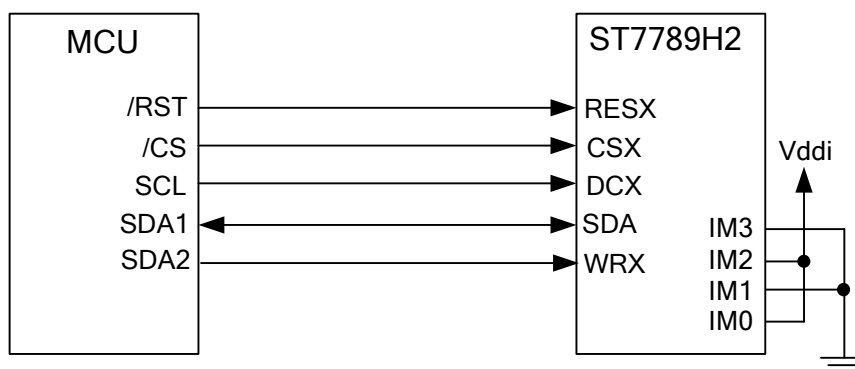 MCU
ST7789H2
/RST
RESX
/CS
CSX
Vddi
SCL
DCX
SDA1
SDA
IM3
SDA2
WRX
IM2
IM1
IM0